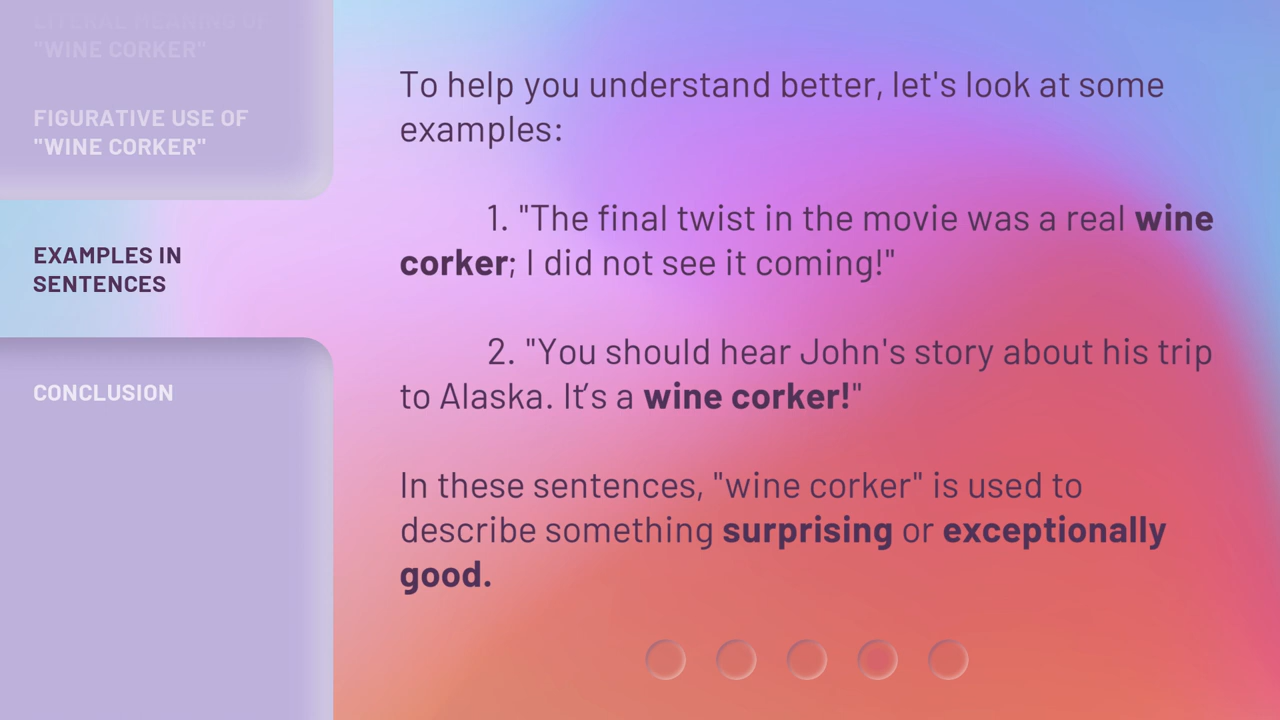 LITERAL MEANING OF
"WINE CORKER"
FIGURATIVE USE OF
"WINE CORKER"
EXAMPLES IN
SENTENCES
CONCLUSION
To help you understand better, let's look at some
examples:
1. "The final twist in the movie was a real wine
corker; I did not see it coming!"
2. "You should hear John's story about his trip
to Alaska. It’s a wine corker!"
In these sentences, "wine corker" is used to
describe something surprising or exceptionally
good.